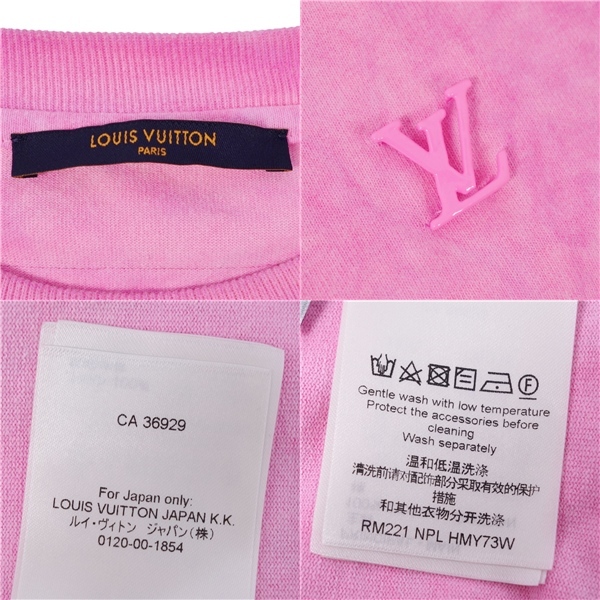 LOUIS VUITTON
PARIS
LV
CA 36929
For Japan only:
LOUIS VUITTON JAPAN K.K.
ルイ・ヴィトン ジャパン(株)
0120-00-1854
Gentle wash with low temperature
Protect the accessories before
cleaning
Wash separately
温和低温洗涤
清洗前请对配饰部分采取有效的保护
措施
和其他衣物分开洗涤
RM221 NPL HMY73W